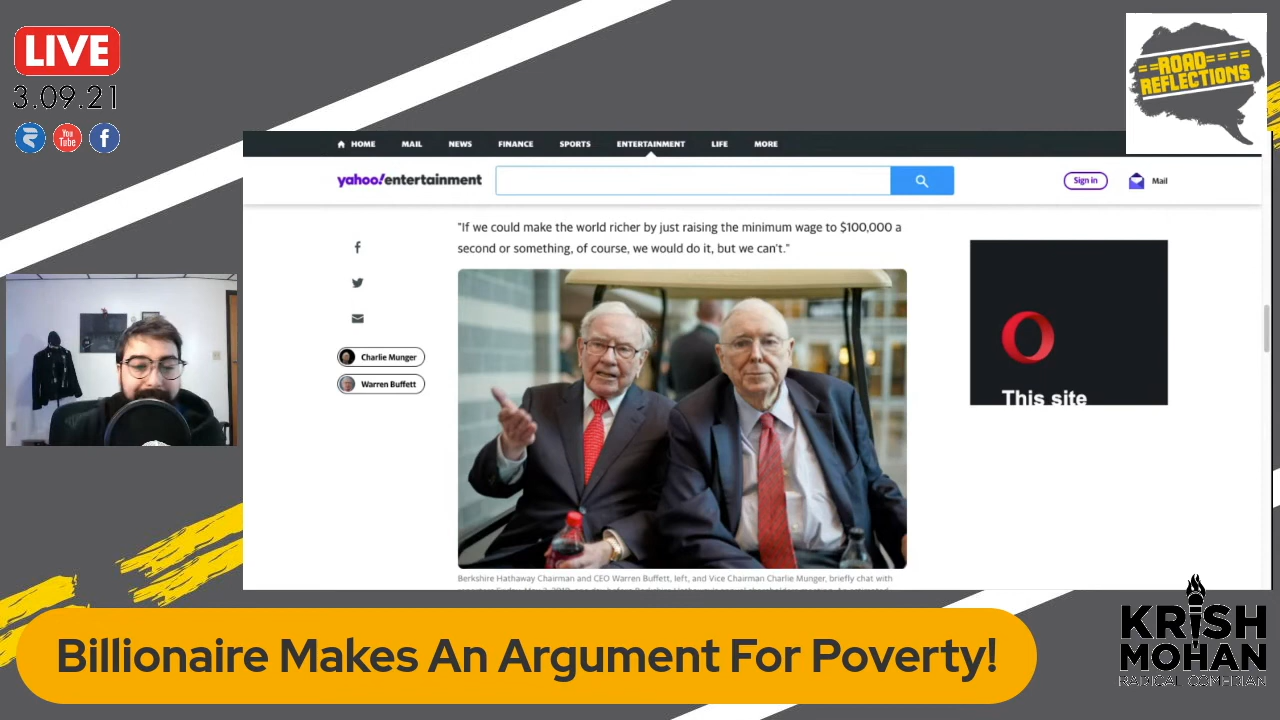 LIVE
3.09.21
You
Tube
f
==ROAD====
REFLECTIONS
HOME MAIL NEWS FINANCE SPORTS ENTERTAINMENT LIFE MORE
yahoo!entertainment
Sign in
Mail
"If we could make the world richer by just raising the minimum wage to $100,000 a
second or something, of course, we would do it, but we can't."
Charlie Munger
Warren Buffett
This site
Berkshire Hathaway Chairman and CEO Warren Buffett, left, and Vice Chairman Charlie Munger, briefly chat with
Billionaire Makes An Argument For Poverty!
KRISH
MOHAN
RADICAL COMEDIAN